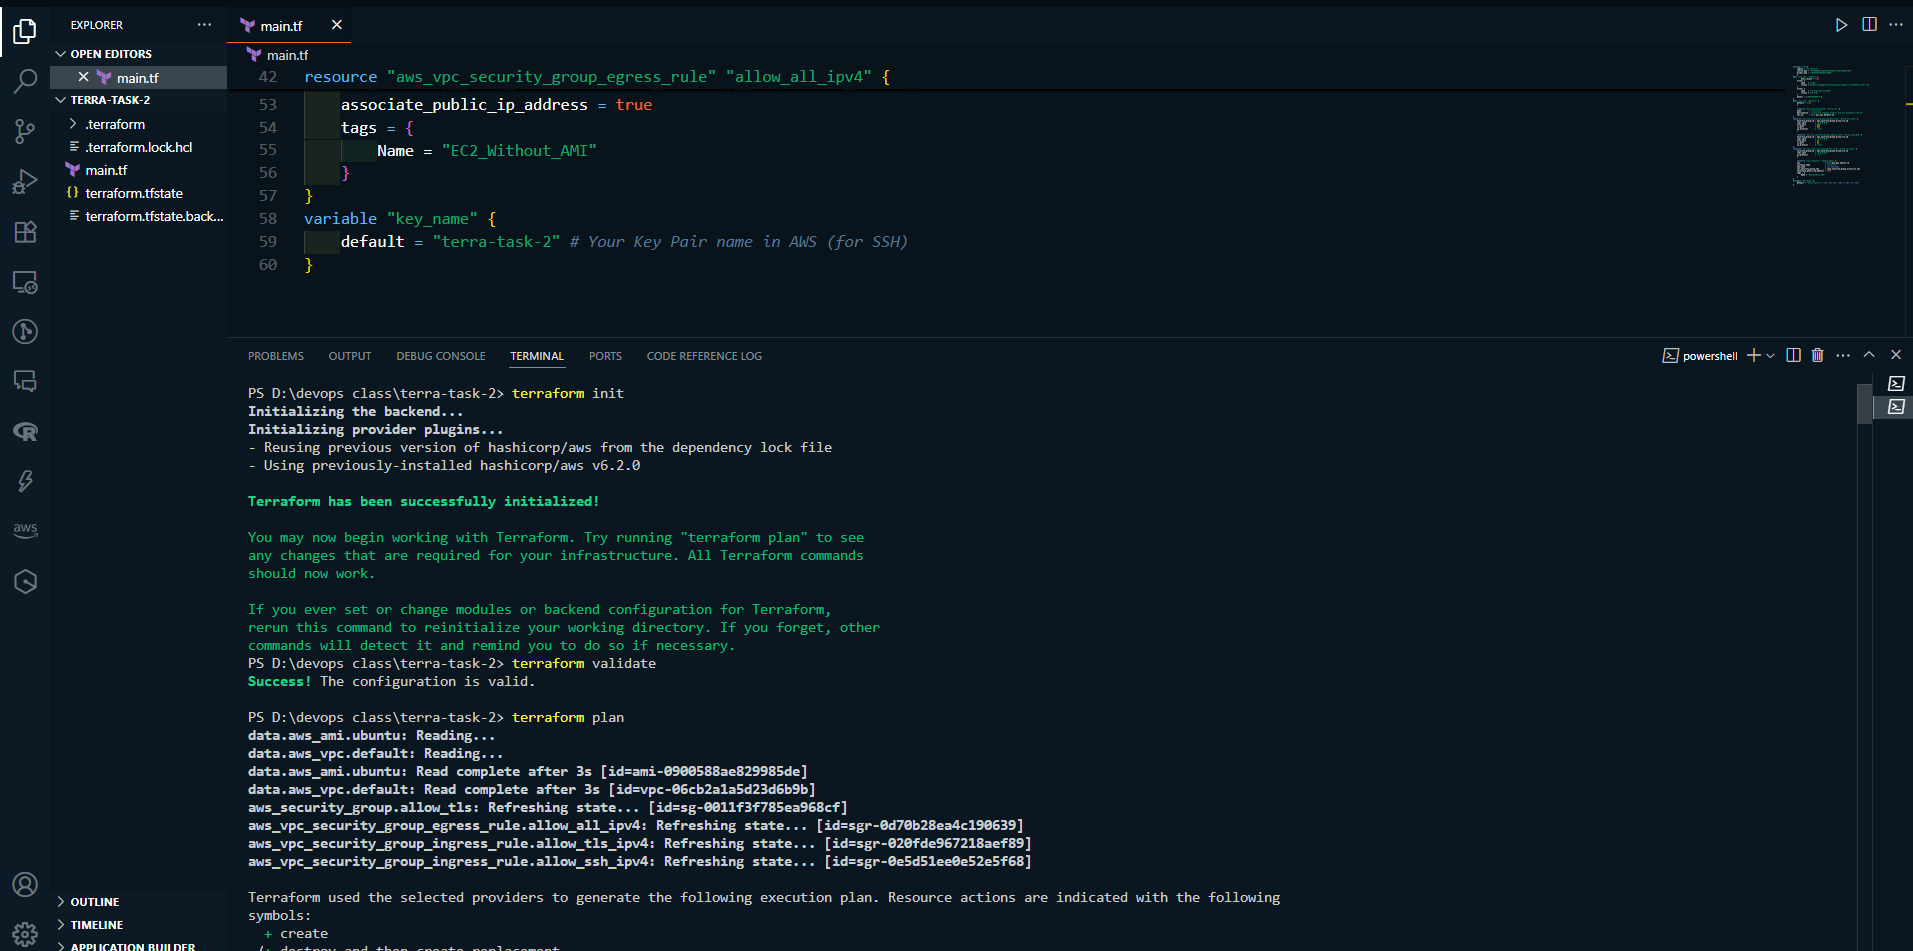 EXPLORER
OPEN EDITORS
main.tf
TERRA-TASK-2
.terraform
.terraform.lock.hcl
main.tf
{} terraform.tfstate
terraform.tfstate.back...
aws
OUTLINE
TIMELINE
APPLICATION BUILDER
main.tf
main.tf
42 resource "aws_vpc_security_group_egress_rule" "allow_all_ipv4" {
53 associate_public_ip_address = true
54 tags = {
55 Name = "EC2_Without_AMI"
56 }
57 }
58 variable "key_name" {
59 default = "terra-task-2" # Your Key Pair name in AWS (for SSH)
60 }
PROBLEMS OUTPUT DEBUG CONSOLE TERMINAL PORTS CODE REFERENCE LOG
powershell
PS D:\devops class\terra-task-2> terraform init
Initializing the backend...
Initializing provider plugins...
- Reusing previous version of hashicorp/aws from the dependency lock file
- Using previously-installed hashicorp/aws v6.2.0
Terraform has been successfully initialized!
You may now begin working with Terraform. Try running "terraform plan" to see
any changes that are required for your infrastructure. All Terraform commands
should now work.
If you ever set or change modules or backend configuration for Terraform,
rerun this command to reinitialize your working directory. If you forget, other
commands will detect it and remind you to do so if necessary.
PS D:\devops class\terra-task-2> terraform validate
Success! The configuration is valid.
PS D:\devops class\terra-task-2> terraform plan
data.aws_ami.ubuntu: Reading...
data.aws_vpc.default: Reading...
data.aws_ami.ubuntu: Read complete after 3s [id=ami-0900588ae829985de]
data.aws_vpc.default: Read complete after 3s [id=vpc-06cb2a1a5d23d6b9b]
aws_security_group.allow_tls: Refreshing state... [id=sg-0011f3f785ea968cf]
aws_vpc_security_group_egress_rule.allow_all_ipv4: Refreshing state... [id=sgr-0d70b28ea4c190639]
aws_vpc_security_group_ingress_rule.allow_tls_ipv4: Refreshing state... [id=sgr-020fde967218aef89]
aws_vpc_security_group_ingress_rule.allow_ssh_ipv4: Refreshing state... [id=sgr-0e5d51ee0e52e5f68]
Terraform used the selected providers to generate the following execution plan. Resource actions are indicated with the following
symbols:
+ create
-/+ destroy and then create replacement